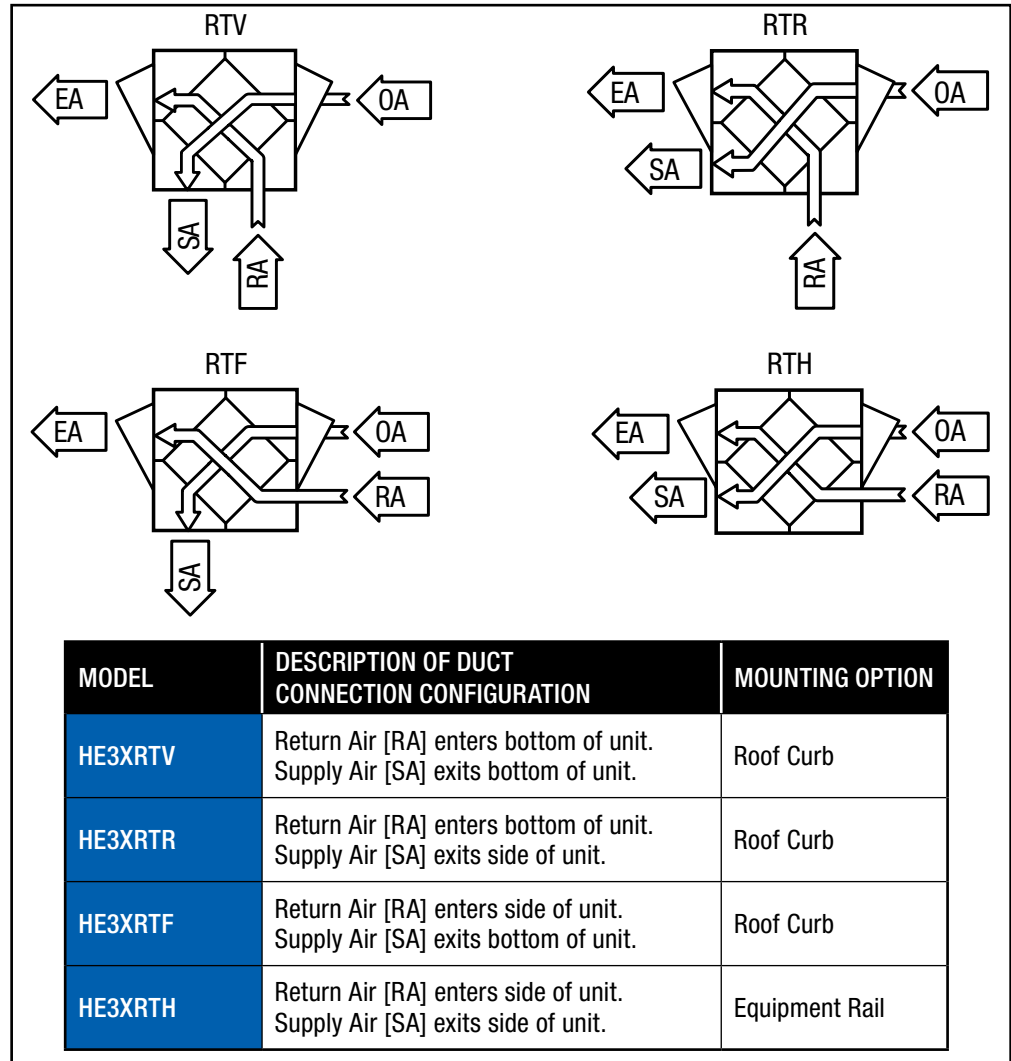 RTV
EA
OA
SA
RA
RTR
EA
OA
SA
RA
RTF
EA
OA
RA
SA
RTH
EA
OA
SA
RA
MODEL
DESCRIPTION OF DUCT
CONNECTION CONFIGURATION
MOUNTING OPTION
HE3XRTV
Return Air [RA] enters bottom of unit.
Supply Air [SA] exits bottom of unit.
Roof Curb
HE3XRTR
Return Air [RA] enters bottom of unit.
Supply Air [SA] exits side of unit.
Roof Curb
HE3XRTF
Return Air [RA] enters side of unit.
Supply Air [SA] exits bottom of unit.
Roof Curb
HE3XRTH
Return Air [RA] enters side of unit.
Supply Air [SA] exits side of unit.
Equipment Rail